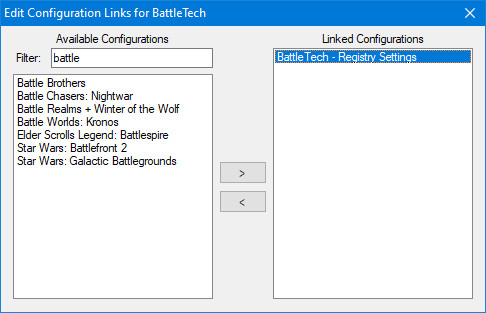 Edit Configuration Links for BattleTech
Available Configurations
Filter: battle
Battle Brothers
Battle Chasers: Nightwar
Battle Realms + Winter of the Wolf
Battle Worlds: Kronos
Elder Scrolls Legend: Battlespire
Star Wars: Battlefront 2
Star Wars: Galactic Battlegrounds
>
<
Linked Configurations
BattleTech - Registry Settings